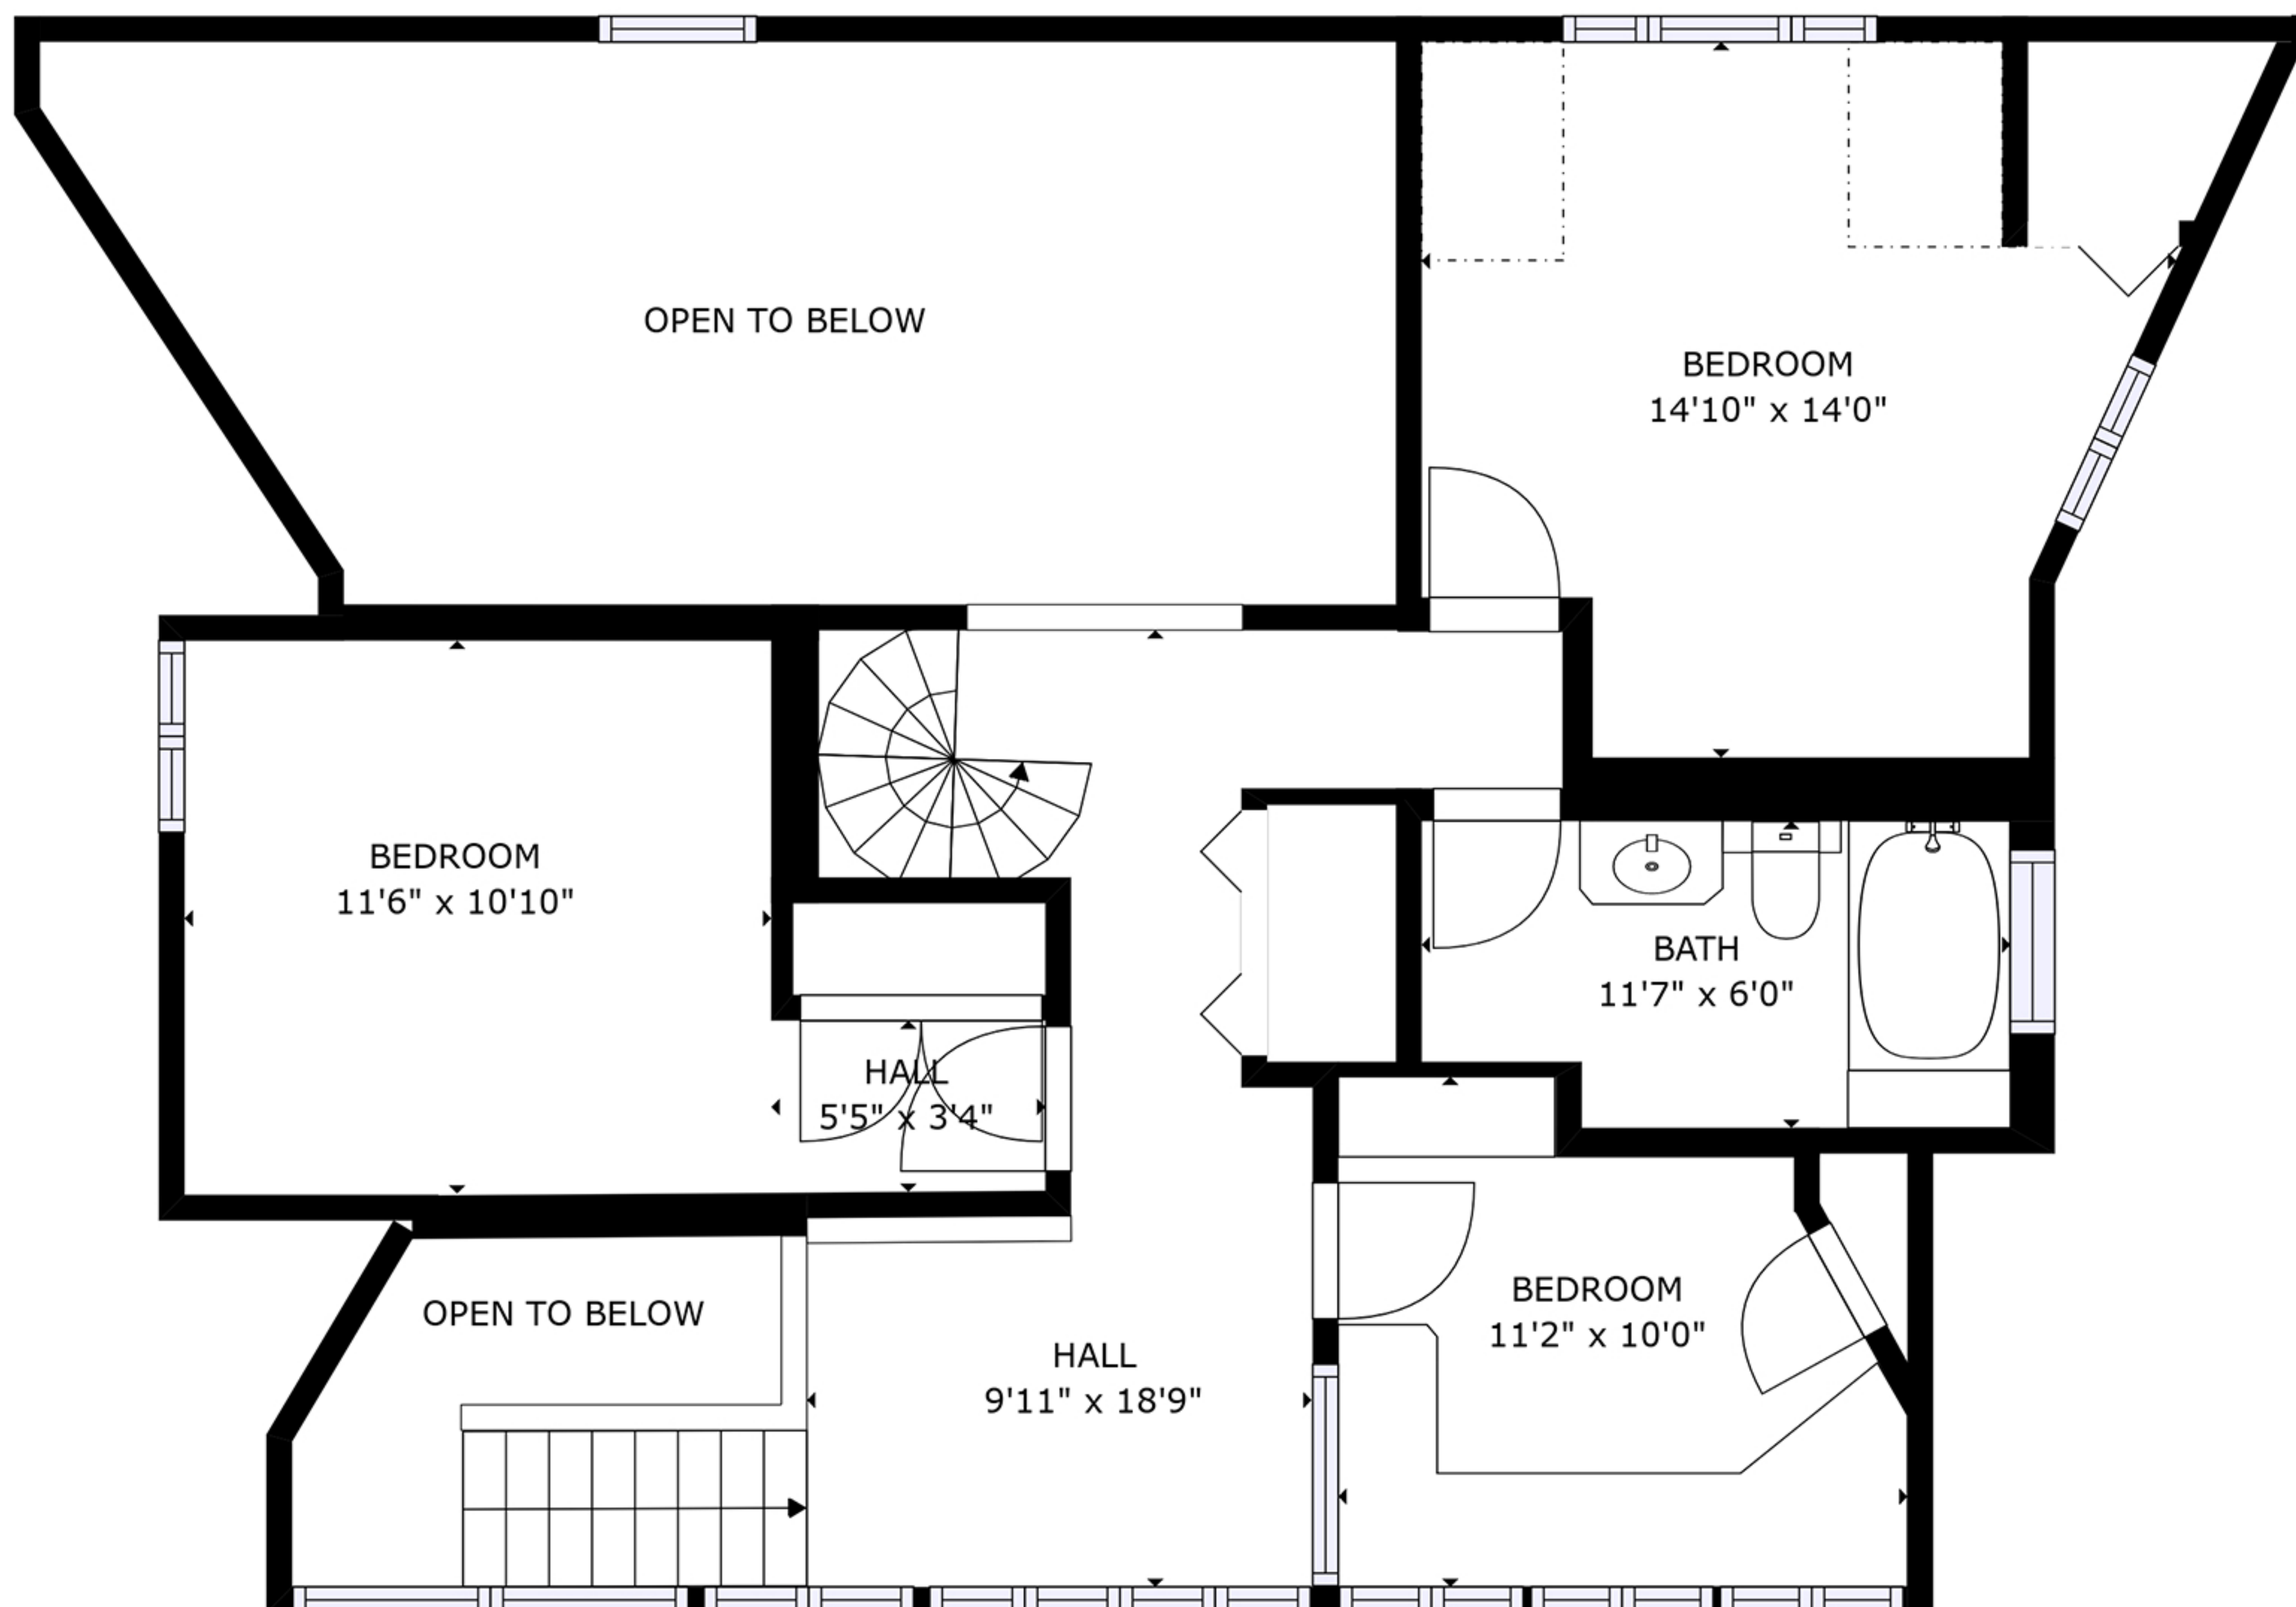 OPEN TO BELOW
BEDROOM
14'10" x 14'0"
BEDROOM
11'6" x 10'10"
BATH
11'7" x 6'0"
HALL
5'5" x 3'4"
OPEN TO BELOW
BEDROOM
11'2" x 10'0"
HALL
9'11" x 18'9"